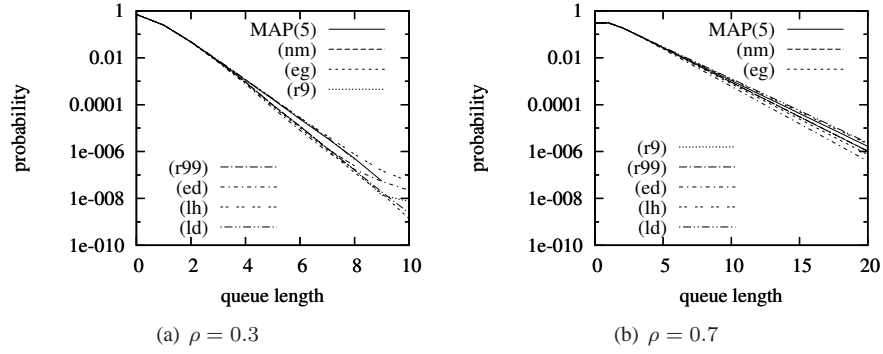 1
0.01
0.0001
1e-006
1e-008
1e-010
probability
MAP(5)
(nm)
(eg)
(r9)
(r99)
(ed)
(lh)
(ld)
0 2 4 6 8 10
queue length
(a) ρ = 0.3
1
0.01
0.0001
1e-006
1e-008
1e-010
probability
MAP(5)
(nm)
(eg)
(r9)
(r99)
(ed)
(lh)
(ld)
0 5 10 15 20
queue length
(b) ρ = 0.7